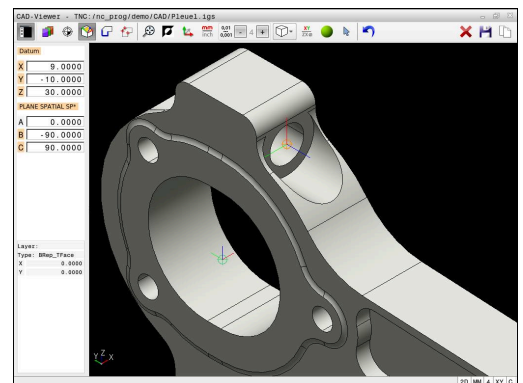 CAD-Viewer - TNC:/nc_prog/demo/CAD/Pleuel.igs
mm inch 0,01 0,001 - 4 + XY
Datum
X 9.0000
Y -10.0000
Z 30.0000
PLANE SPATIAL SP*
A 0.0000
B -90.0000
C 90.0000
Layer:
Type: BRep_TFace
X 0.0000
Y 0.0000
Y Z X
2D MM 4 XY C